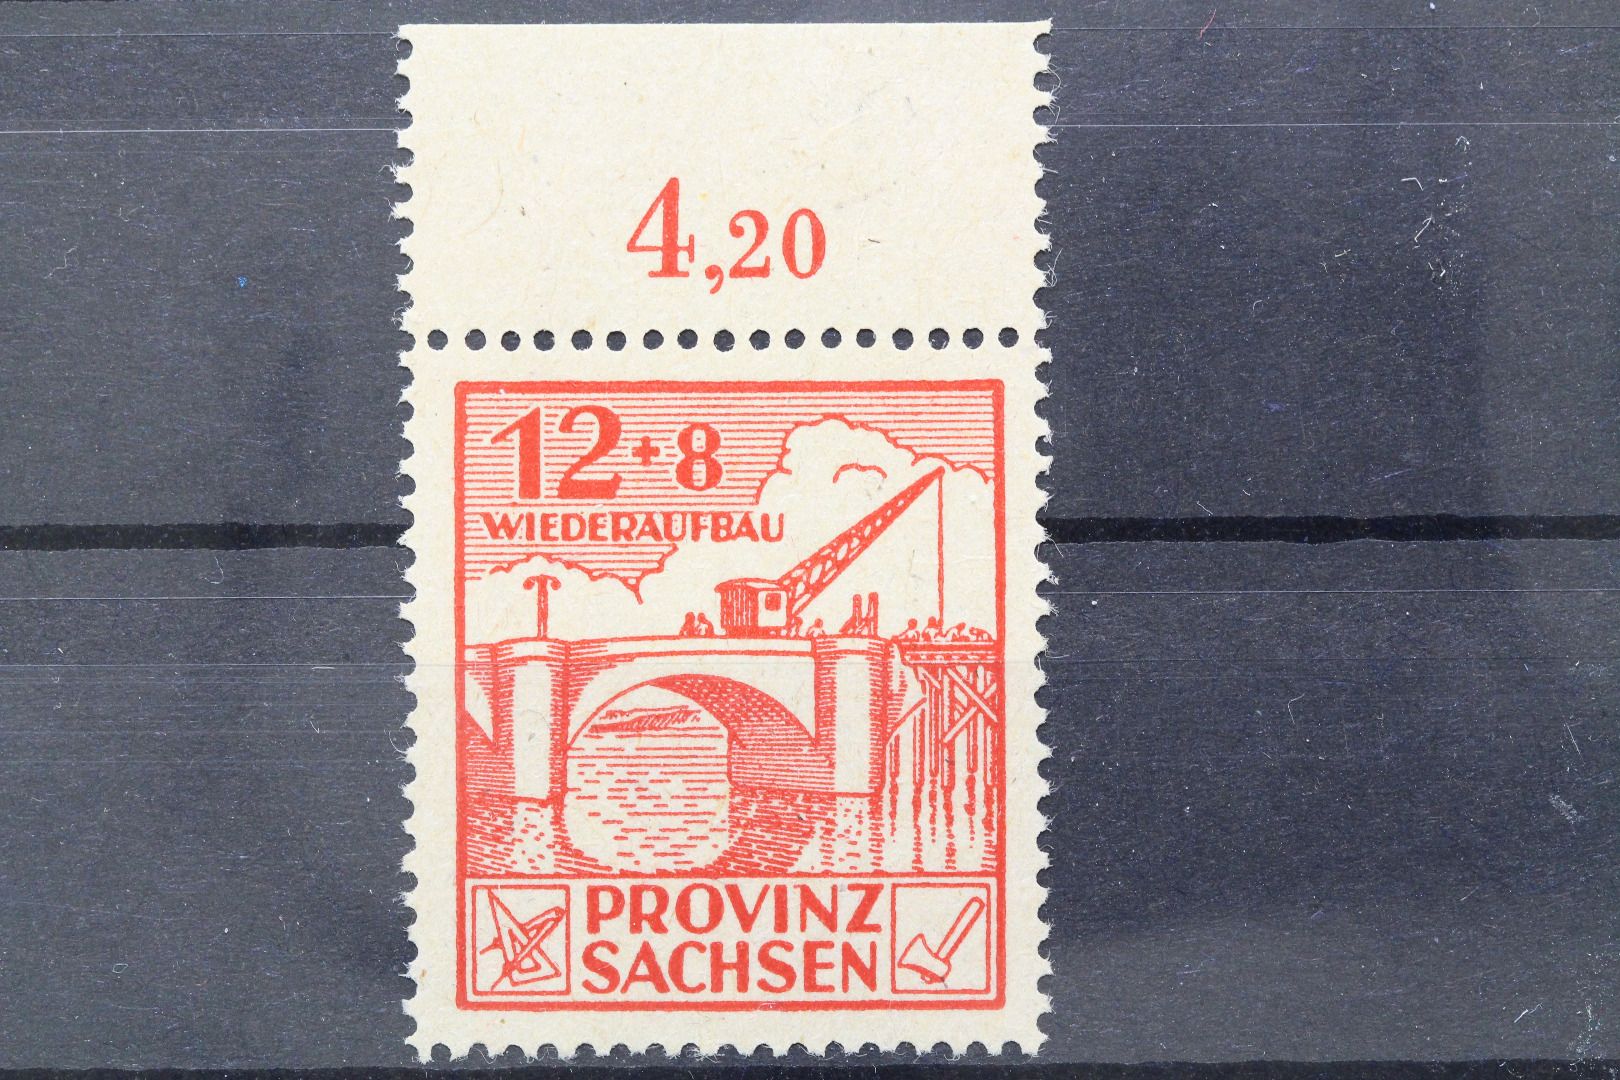 4,20
12+8
WIEDERAUFBAU
PROVINZ
SACHSEN